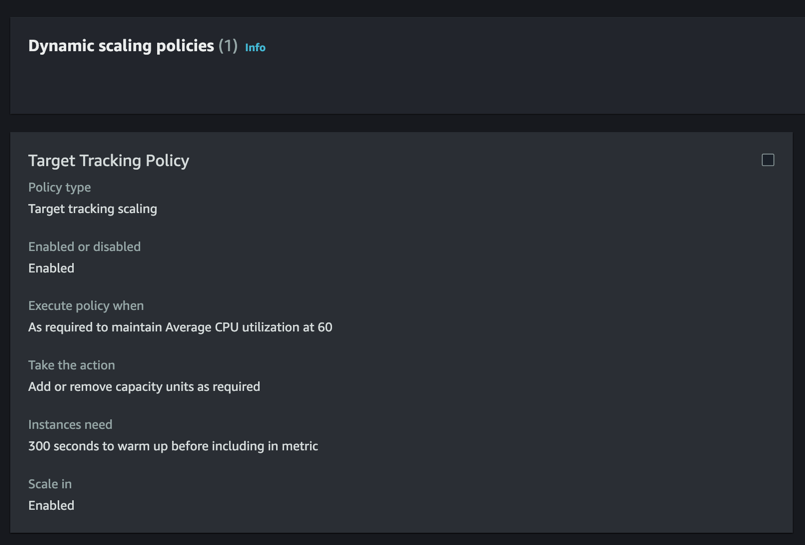 Dynamic scaling policies (1) Info
Target Tracking Policy
Policy type
Target tracking scaling
Enabled or disabled
Enabled
Execute policy when
As required to maintain Average CPU utilization at 60
Take the action
Add or remove capacity units as required
Instances need
300 seconds to warm up before including in metric
Scale in
Enabled